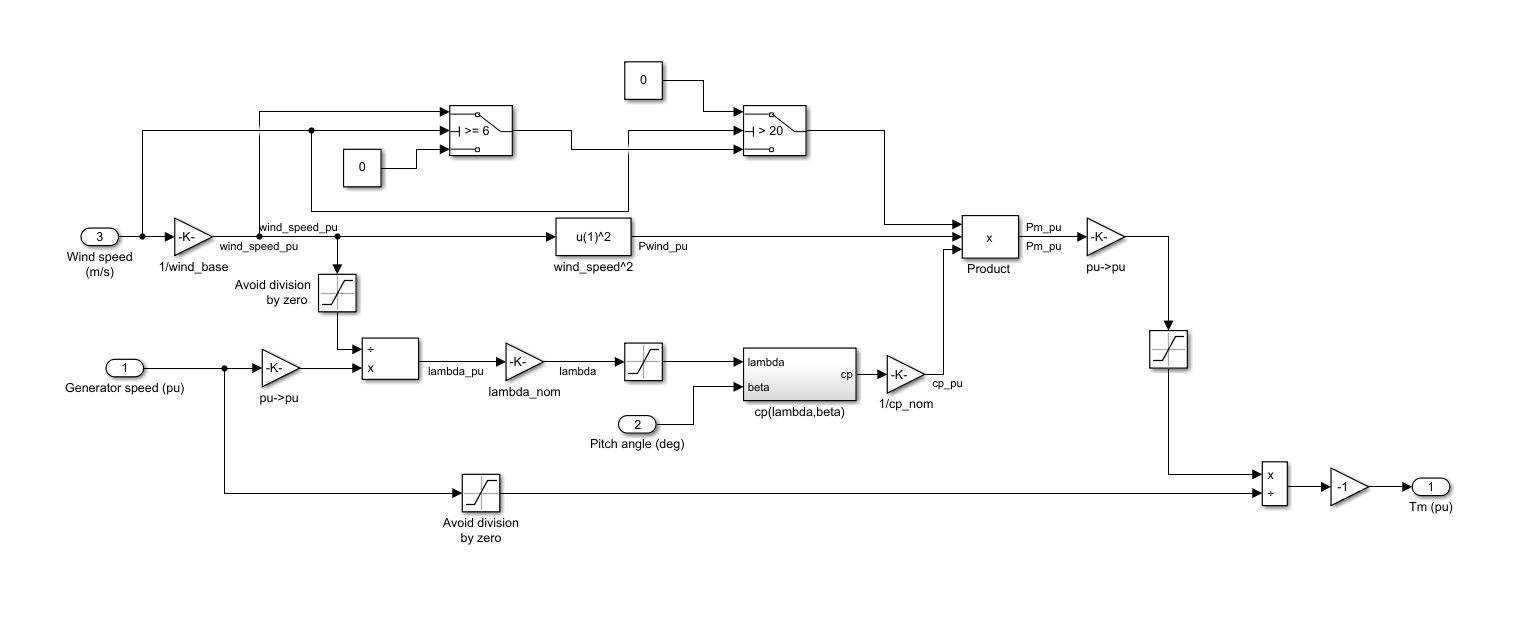 0
>= 6
> 20
0
3
Wind speed
(m/s)
-K-
1/wind_base
wind_speed_pu
wind_speed_pu
u(1)^2
wind_speed^2
Pwind_pu
x
Product
Pm_pu
Pm_pu
-K-
pu->pu
Avoid division
by zero
1
Generator speed (pu)
-K-
pu->pu
÷
x
lambda_pu
-K-
lambda_nom
lambda
lambda
beta
cp
cp(lambda,beta)
-K-
1/cp_nom
cp_pu
2
Pitch angle (deg)
Avoid division
by zero
x
÷
-1
1
Tm (pu)